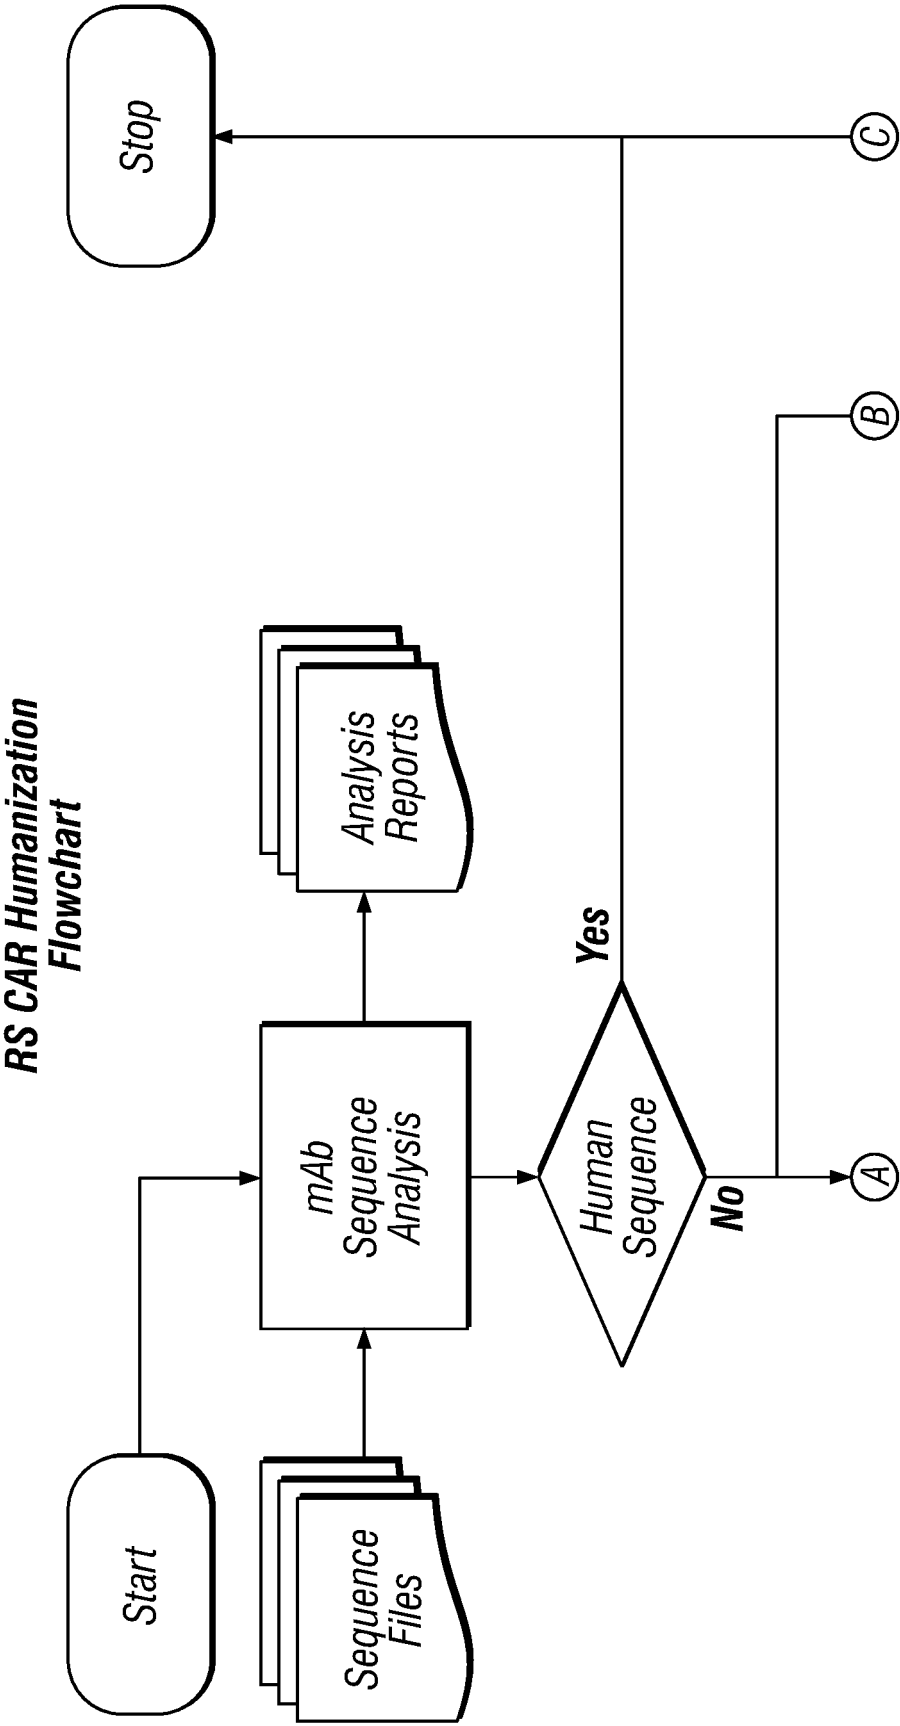 RS CAR Humanization
Flowchart
Start
Stop
Sequence
Files
mAb
Sequence
Analysis
Analysis
Reports
Human
Sequence
Yes
No
A
B
C